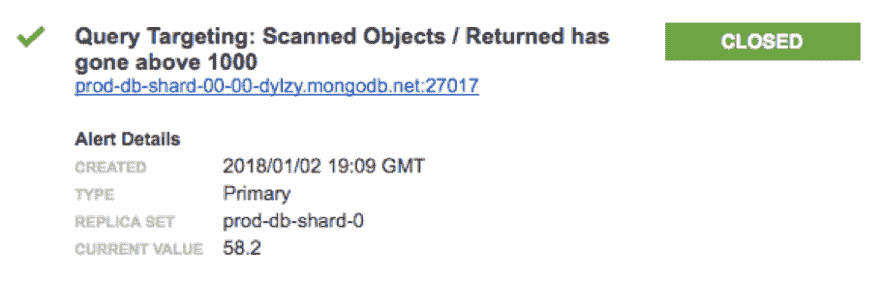 Query Targeting: Scanned Objects / Returned has
gone above 1000
CLOSED
prod-db-shard-00-00-dylzy.mongodb.net:27017
Alert Details
CREATED 2018/01/02 19:09 GMT
TYPE Primary
REPLICA SET prod-db-shard-0
CURRENT VALUE 58.2